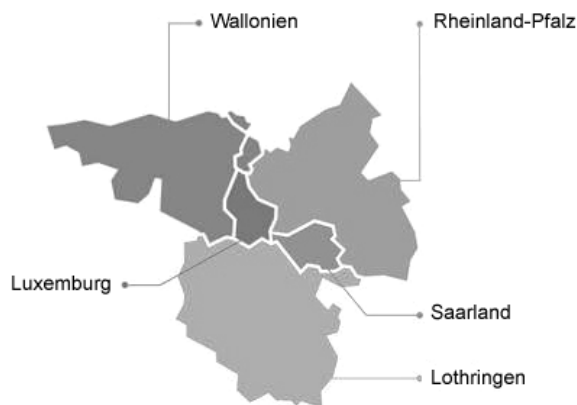 Wallonien
Rheinland-Pfalz
Luxemburg
Saarland
Lothringen